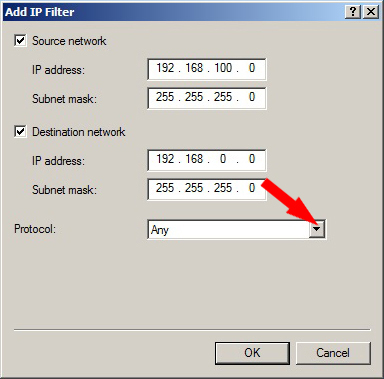 Add IP Filter
Source network
IP address: 192 . 168 . 100 . 0
Subnet mask: 255 . 255 . 255 . 0
Destination network
IP address: 192 . 168 . 0 . 0
Subnet mask: 255 . 255 . 255 . 0
Protocol: Any
OK Cancel